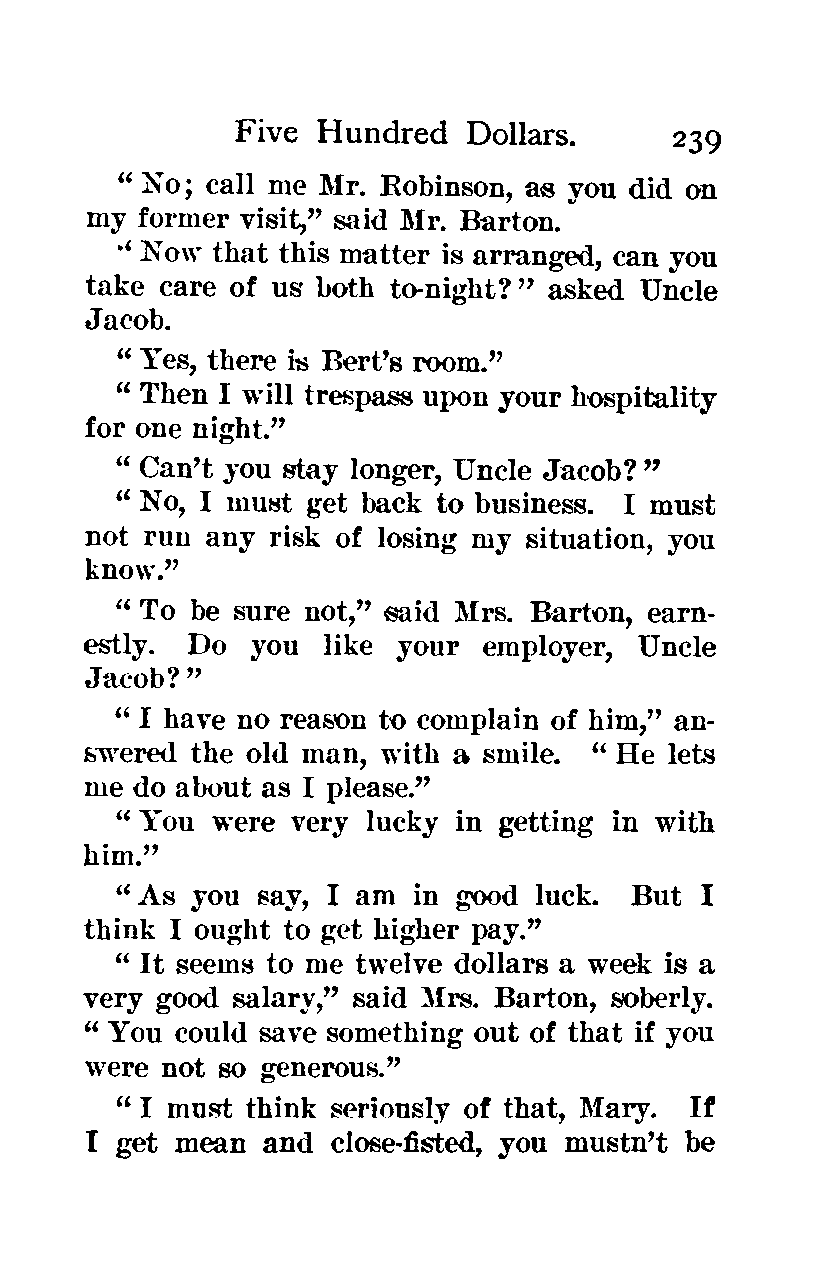 Five Hundred Dollars. 239
“ No; call me Mr. Robinson, as you did on
my former visit,” said Mr. Barton.
“ Now that this matter is arranged, can you
take care of us both to-night? ” asked Uncle
Jacob.
“ Yes, there is Bert’s room.”
“ Then I will trespass upon your hospitality
for one night.”
“ Can’t you stay longer, Uncle Jacob? ”
“ No, I must get back to business. I must
not run any risk of losing my situation, you
know.”
“ To be sure not,” said Mrs. Barton, earn-
estly. Do you like your employer, Uncle
Jacob? ”
“ I have no reason to complain of him,” an-
swered the old man, with a smile. “ He lets
me do about as I please.”
“ You were very lucky in getting in with
him.”
“ As you say, I am in good luck. But I
think I ought to get higher pay.”
“ It seems to me twelve dollars a week is a
very good salary,” said Mrs. Barton, soberly.
“ You could save something out of that if you
were not so generous.”
“ I must think seriously of that, Mary. If
I get mean and close-fisted, you mustn’t be